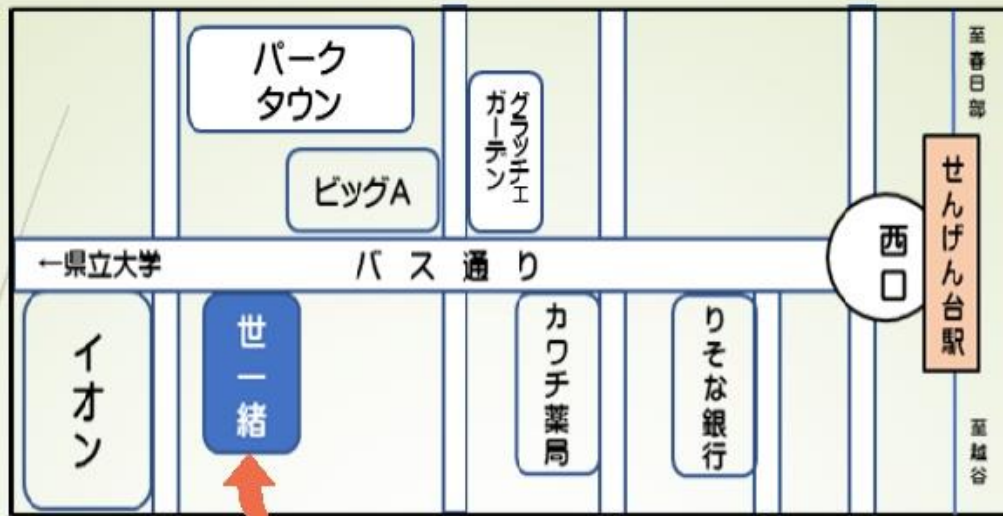 パーク
タウン
ビッグA
グラッチェ
ガーデン
至春日部
せんげん台駅
西口
←県立大学
バス通り
イオン
世一緒
カワチ薬局
りそな銀行
至越谷